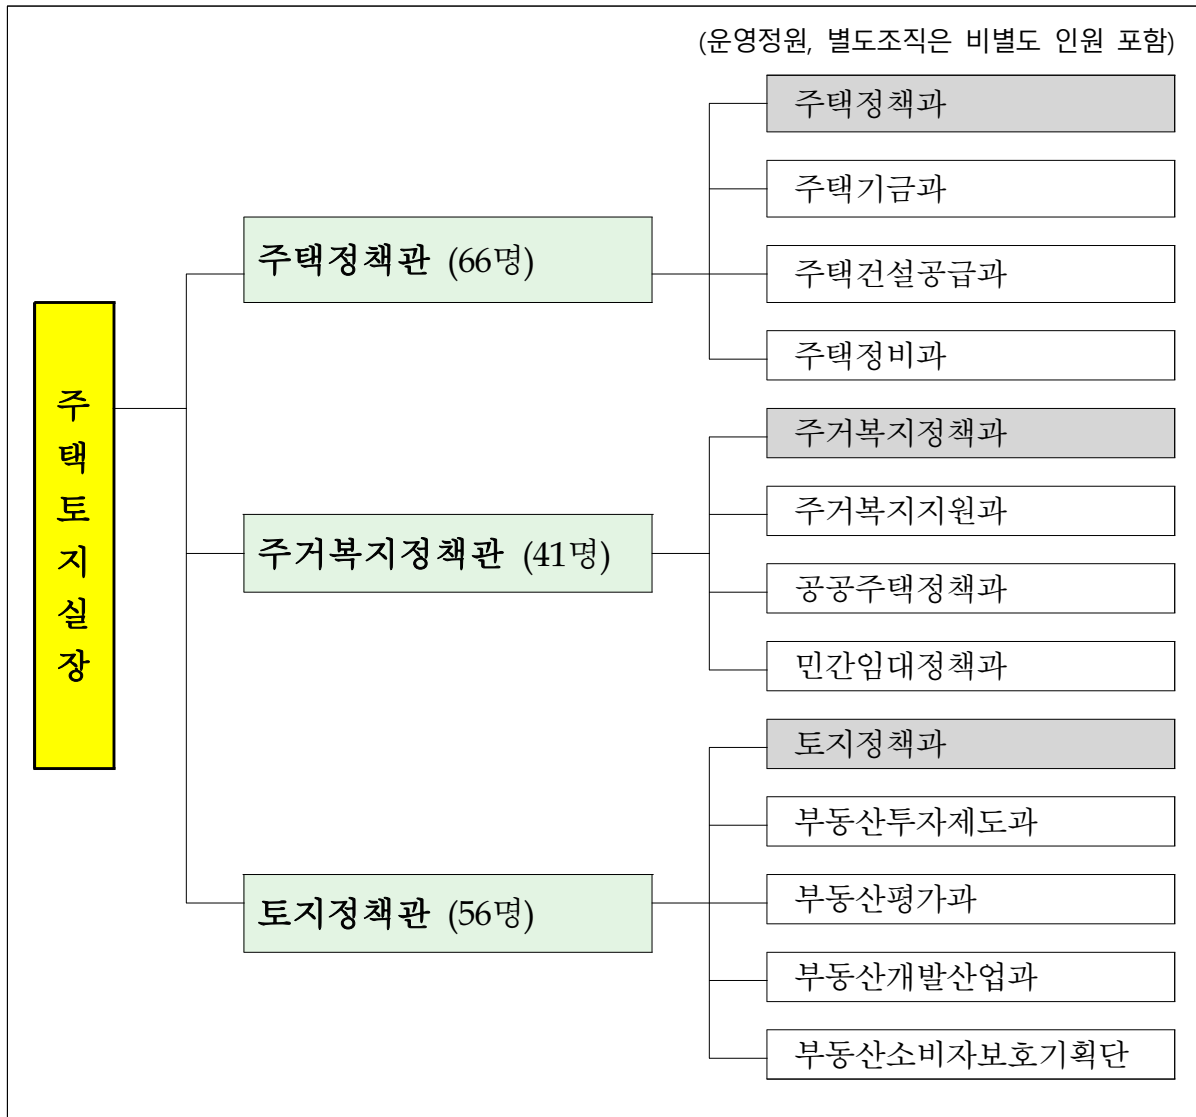 (운영정원, 별도조직은 비별도 인원 포함)
주택토지실장
주택정책관 (66명)
주택정책과
주택기금과
주택건설공급과
주택정비과
주거복지정책관 (41명)
주거복지정책과
주거복지지원과
공공주택정책과
민간임대정책과
토지정책관 (56명)
토지정책과
부동산투자제도과
부동산평가과
부동산개발산업과
부동산소비자보호기획단